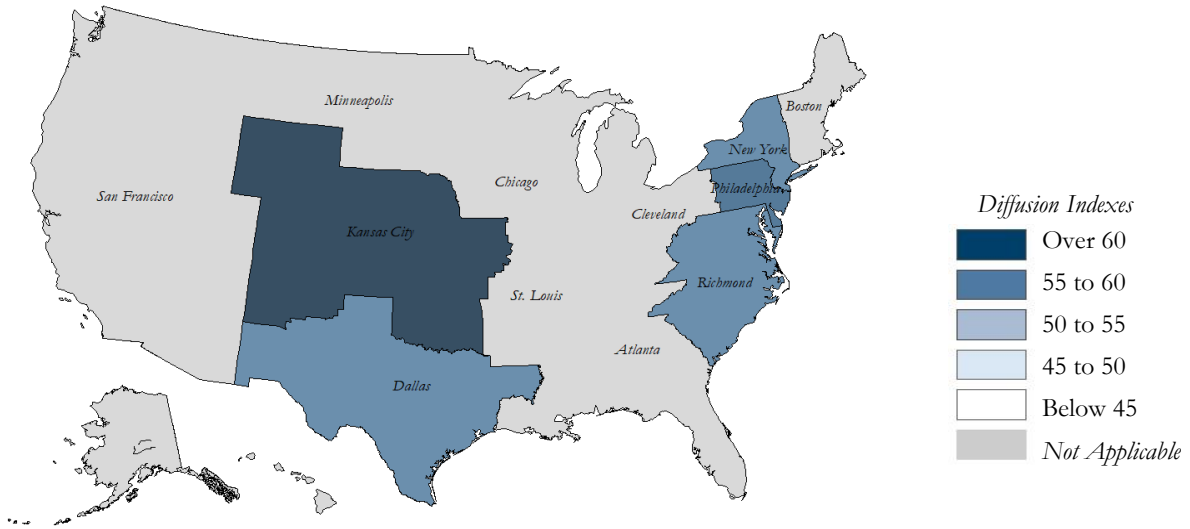 Minneapolis
Boston
New York
Chicago
Philadelphia
San Francisco
Cleveland
Kansas City
Richmond
St. Louis
Atlanta
Dallas
Diffusion Indexes
Over 60
55 to 60
50 to 55
45 to 50
Below 45
Not Applicable